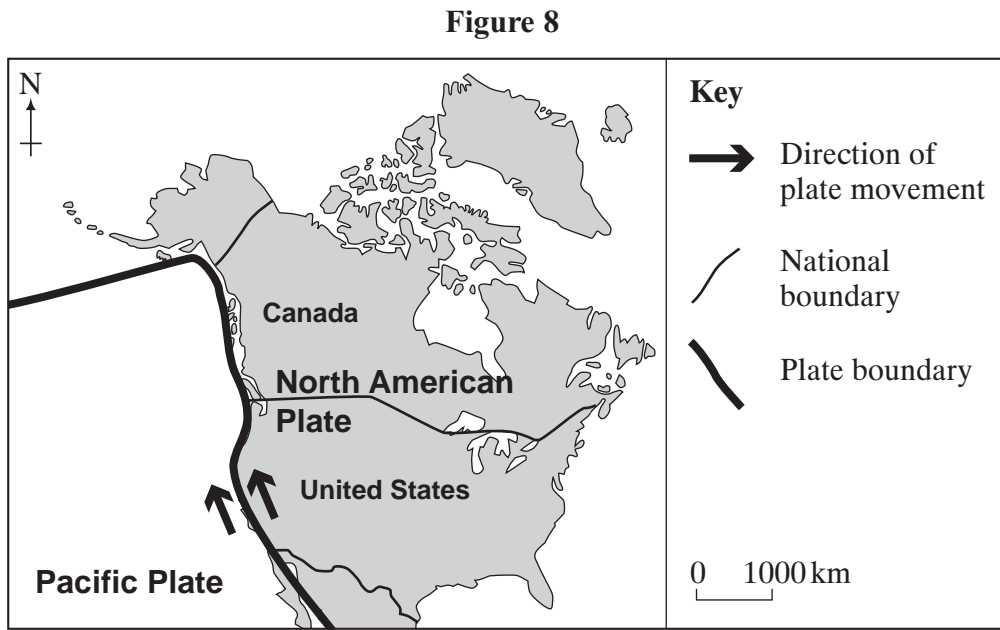 Figure 8
N
Canada
North American
Plate
United States
Pacific Plate
Key
Direction of
plate movement
National
boundary
Plate boundary
0 1000 km